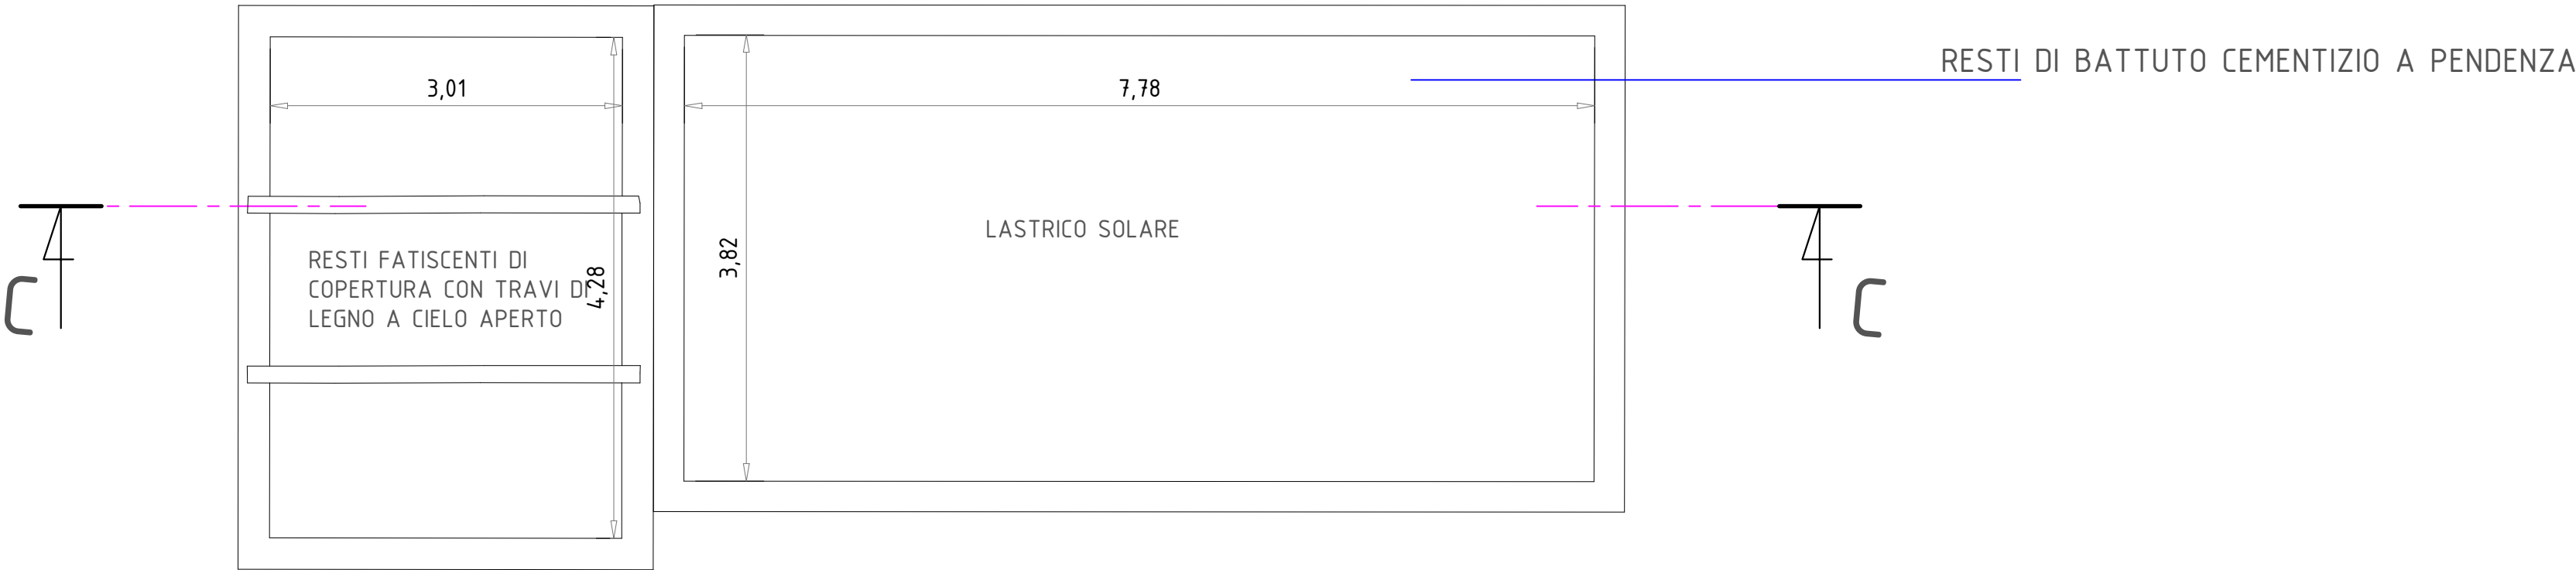 RESTI DI BATTUTO CEMENTIZIO A PENDENZA
3,01
7,78
LASTRICO SOLARE
3,82
RESTI FATISCENTI DI
COPERTURA CON TRAVI DI
LEGNO A CIELO APERTO
4,28
C
C